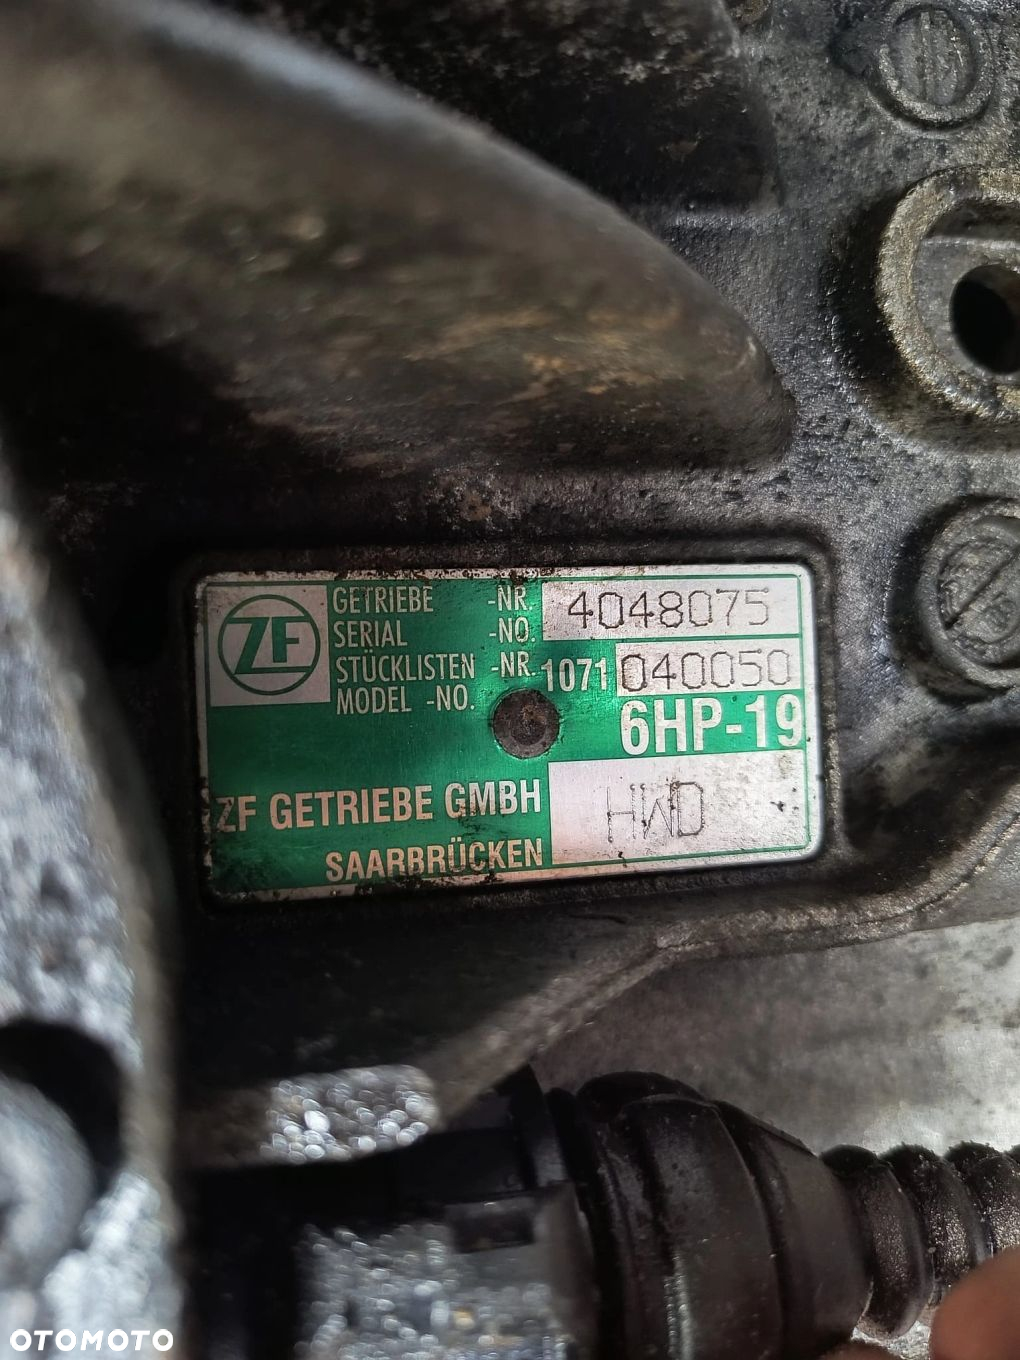 ZF
GETRIEBE -NR. 4048075
SERIAL -NO.
STÜCKLISTEN -NR. 1071 040050
MODEL -NO.
6HP-19
ZF GETRIEBE GMBH HWD
SAARBRÜCKEN
OTOMOTO